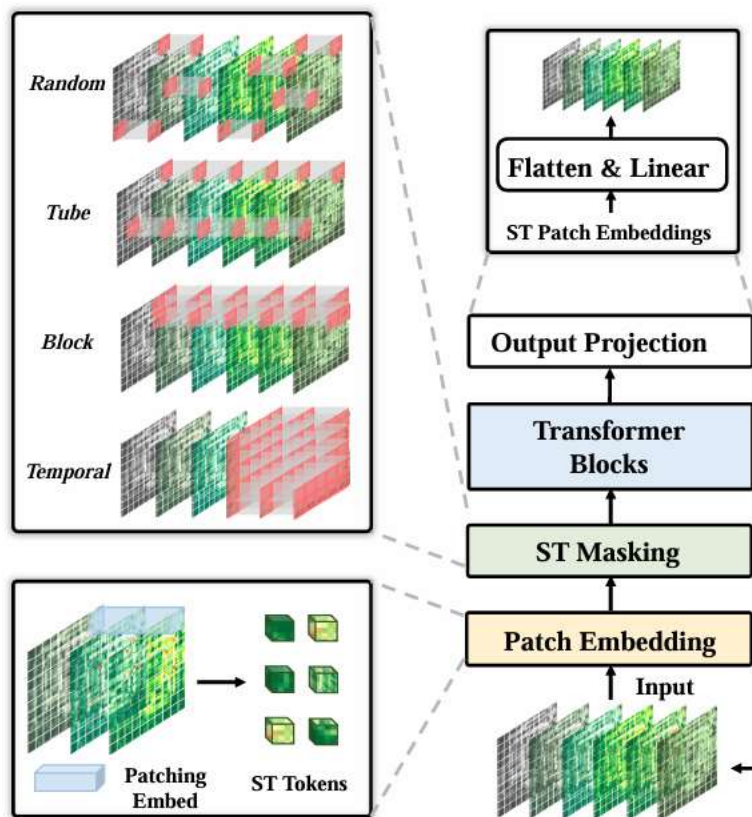 Random
Tube
Block
Temporal
Flatten & Linear
ST Patch Embeddings
Output Projection
Transformer
Blocks
ST Masking
Patch Embedding
Input
Patching
Embed
ST Tokens